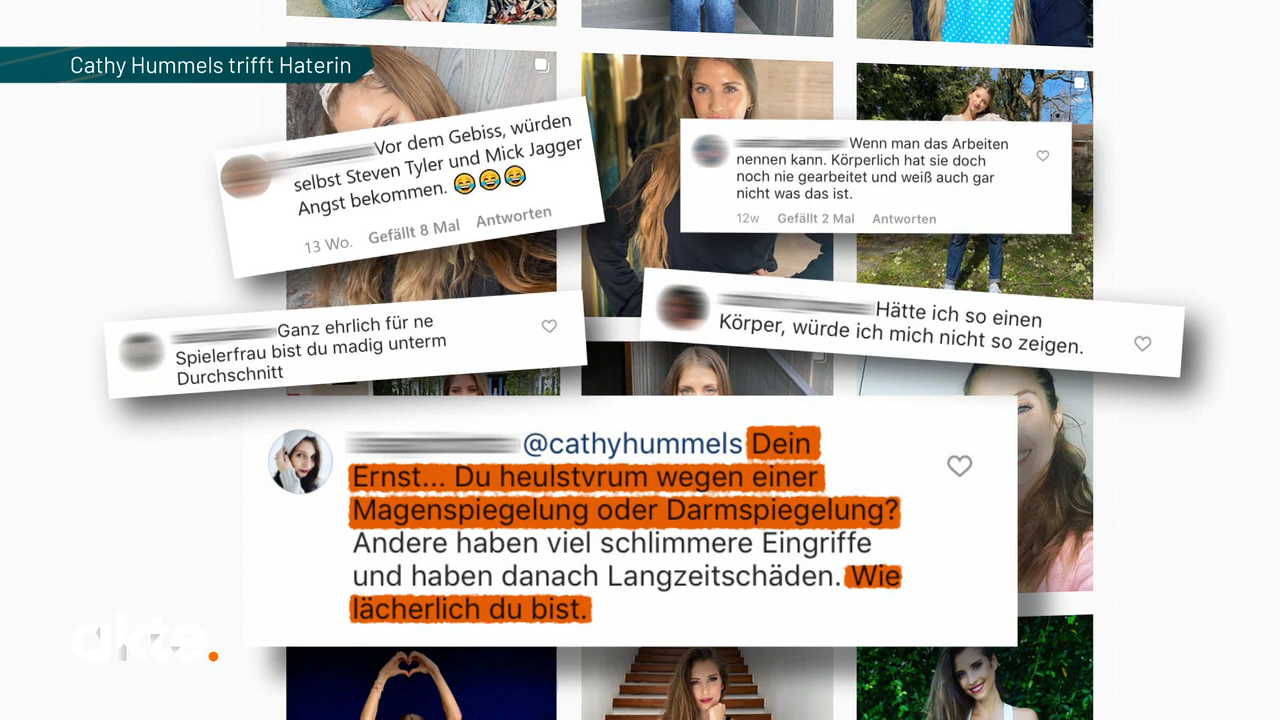 Cathy Hummels trifft Haterin
Vor dem Gebiss, würden
selbst Steven Tyler und Mick Jagger
Angst bekommen. 😂😂😂
13 Wo. Gefällt 8 Mal Antworten
Wenn man das Arbeiten
nennen kann. Körperlich hat sie doch
noch nie gearbeitet und weiß auch gar
nicht was das ist.
12w Gefällt 2 Mal Antworten
Ganz ehrlich für ne
Spielerfrau bist du madig unterm
Durchschnitt
Hätte ich so einen
Körper, würde ich mich nicht so zeigen.
@cathyhummels Dein
Ernst... Du heulstvrum wegen einer
Magenspiegelung oder Darmspiegelung?
Andere haben viel schlimmere Eingriffe
und haben danach Langzeitschäden. Wie
lächerlich du bist.
akte.